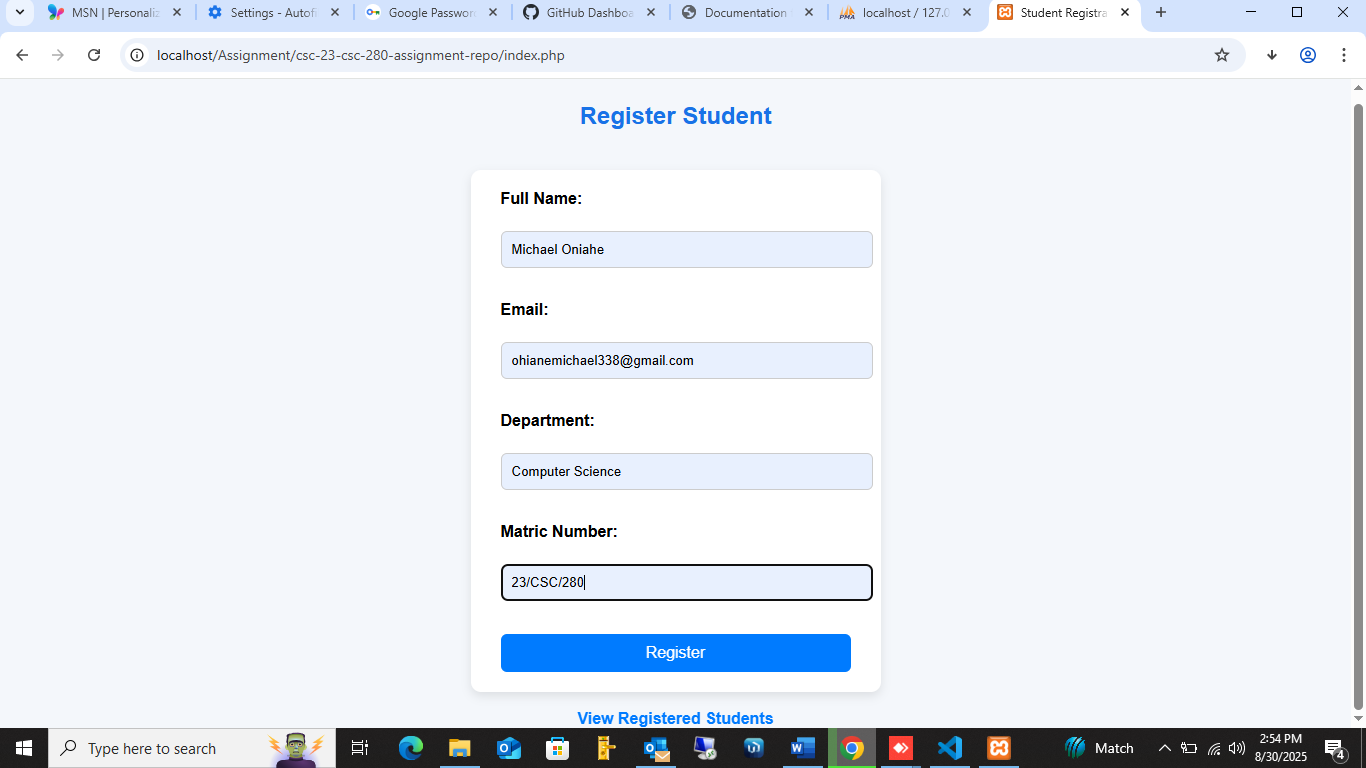 MSN | Personaliz
Settings - Autofi
Google Passwor
GitHub Dashboa
Documentation
localhost / 127.0
Student Registra
localhost/Assignment/csc-23-csc-280-assignment-repo/index.php
Register Student
Full Name:
Michael Oniahe
Email:
ohianemichael338@gmail.com
Department:
Computer Science
Matric Number:
23/CSC/280
Register
View Registered Students
Type here to search
Match
2:54 PM
8/30/2025
4